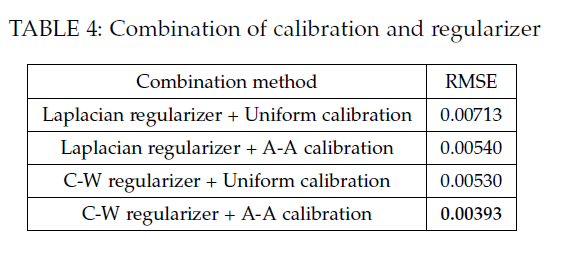 TABLE 4: Combination of calibration and regularizer
Combination method RMSE
Laplacian regularizer + Uniform calibration 0.00713
Laplacian regularizer + A-A calibration 0.00540
C-W regularizer + Uniform calibration 0.00530
C-W regularizer + A-A calibration 0.00393